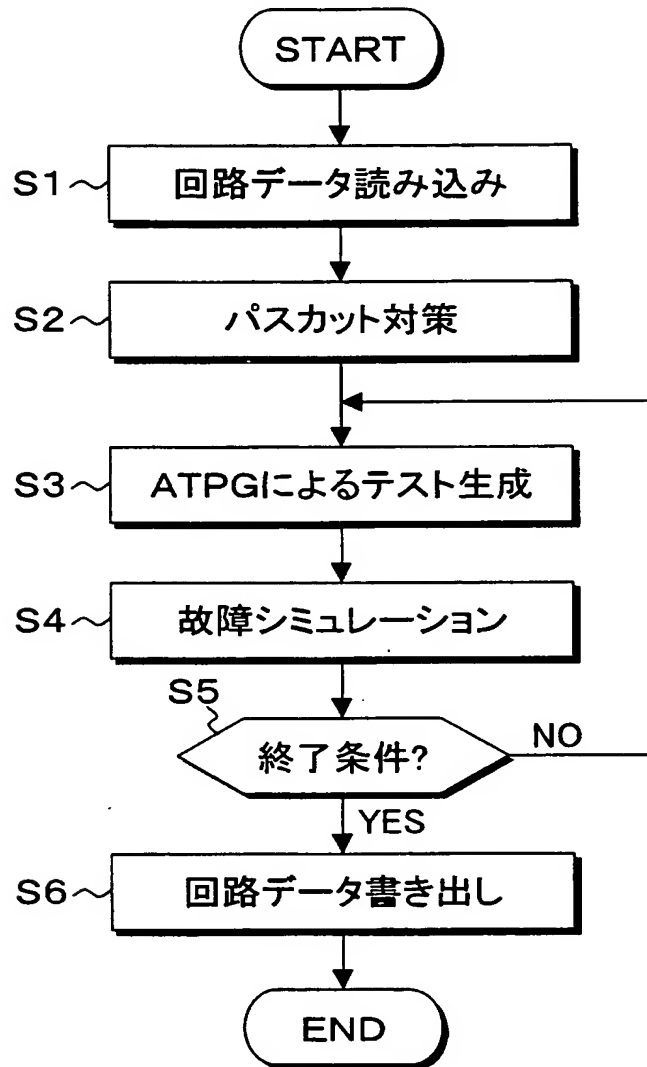 START
S1 回路データ読み込み
S2 パスカット対策
S3 ATPGによるテスト生成
S4 故障シミュレーション
S5
終了条件? NO
YES
S6 回路データ書き出し
END